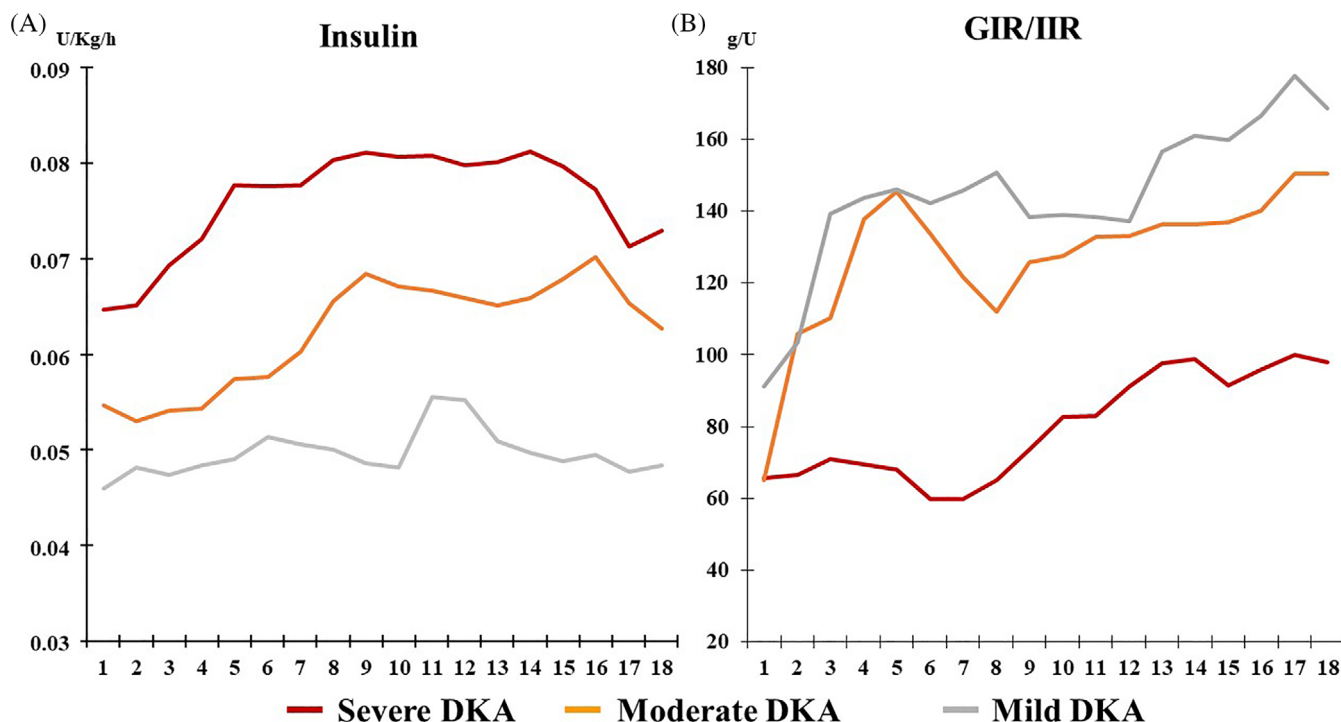 (A)
U/Kg/h
Insulin
0.09
0.08
0.07
0.06
0.05
0.04
0.03
1 2 3 4 5 6 7 8 9 10 11 12 13 14 15 16 17 18
(B)
g/U
GIR/IIR
180
160
140
120
100
80
60
40
20
1 2 3 4 5 6 7 8 9 10 11 12 13 14 15 16 17 18
Severe DKA Moderate DKA Mild DKA